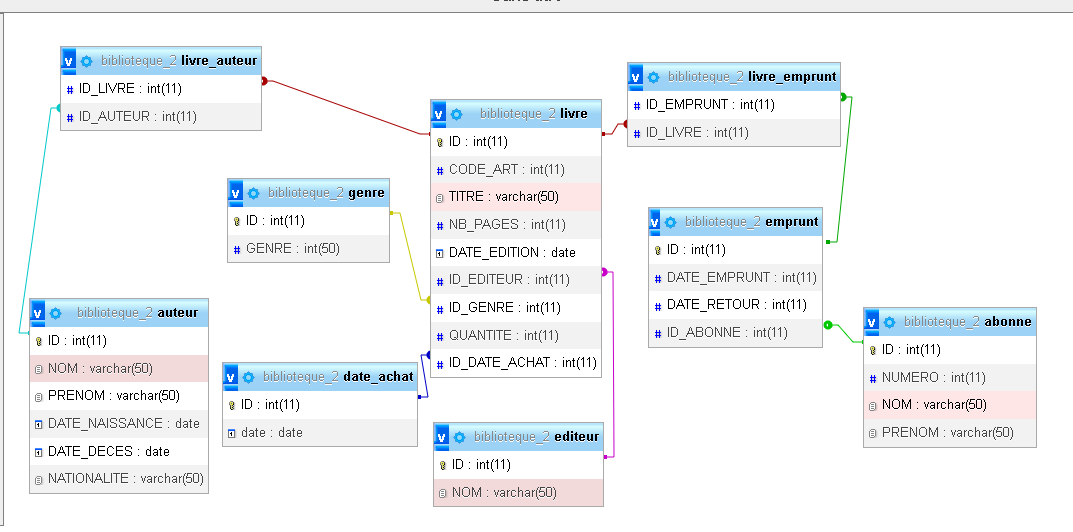 biblioteque_2 livre_auteur
ID_LIVRE : int(11)
ID_AUTEUR : int(11)
biblioteque_2 livre
ID : int(11)
CODE_ART : int(11)
TITRE : varchar(50)
NB_PAGES : int(11)
DATE_EDITION : date
ID_EDITEUR : int(11)
ID_GENRE : int(11)
QUANTITE : int(11)
ID_DATE_ACHAT : int(11)
biblioteque_2 livre_emprunt
ID_EMPRUNT : int(11)
ID_LIVRE : int(11)
biblioteque_2 genre
ID : int(11)
GENRE : int(50)
biblioteque_2 emprunt
ID : int(11)
DATE_EMPRUNT : int(11)
DATE_RETOUR : int(11)
ID_ABONNE : int(11)
biblioteque_2 auteur
ID : int(11)
NOM : varchar(50)
PRENOM : varchar(50)
DATE_NAISSANCE : date
DATE_DECES : date
NATIONALITE : varchar(50)
biblioteque_2 date_achat
ID : int(11)
date : date
biblioteque_2 editeur
ID : int(11)
NOM : varchar(50)
biblioteque_2 abonne
ID : int(11)
NUMERO : int(11)
NOM : varchar(50)
PRENOM : varchar(50)